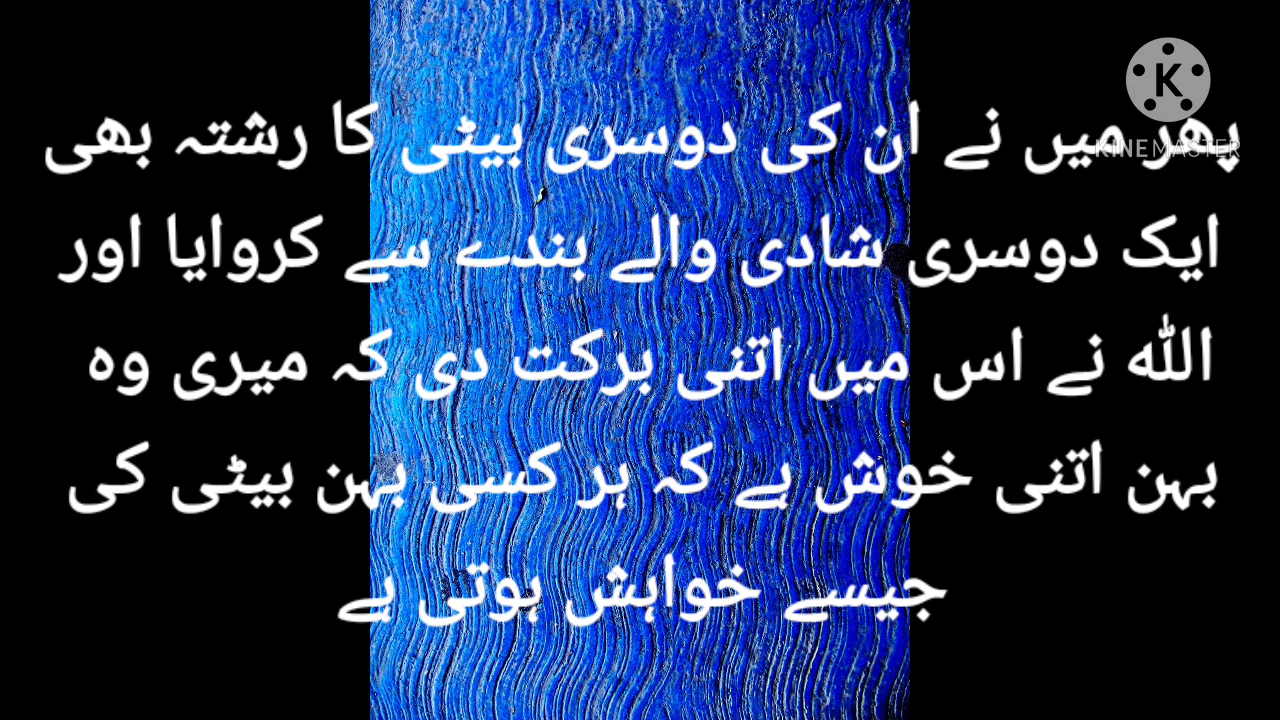 پھر میں نے ان کی دوسری بیٹی کا رشتہ بھی
ایک دوسری شادی والے بندے سے کروایا اور
اللہ نے اس میں اتنی برکت دی کہ میری وہ
بہن اتنی خوش ہے کہ ہر کسی بہن بیٹی کی
جیسے خواہش ہوتی ہے
K
KINEMASTER